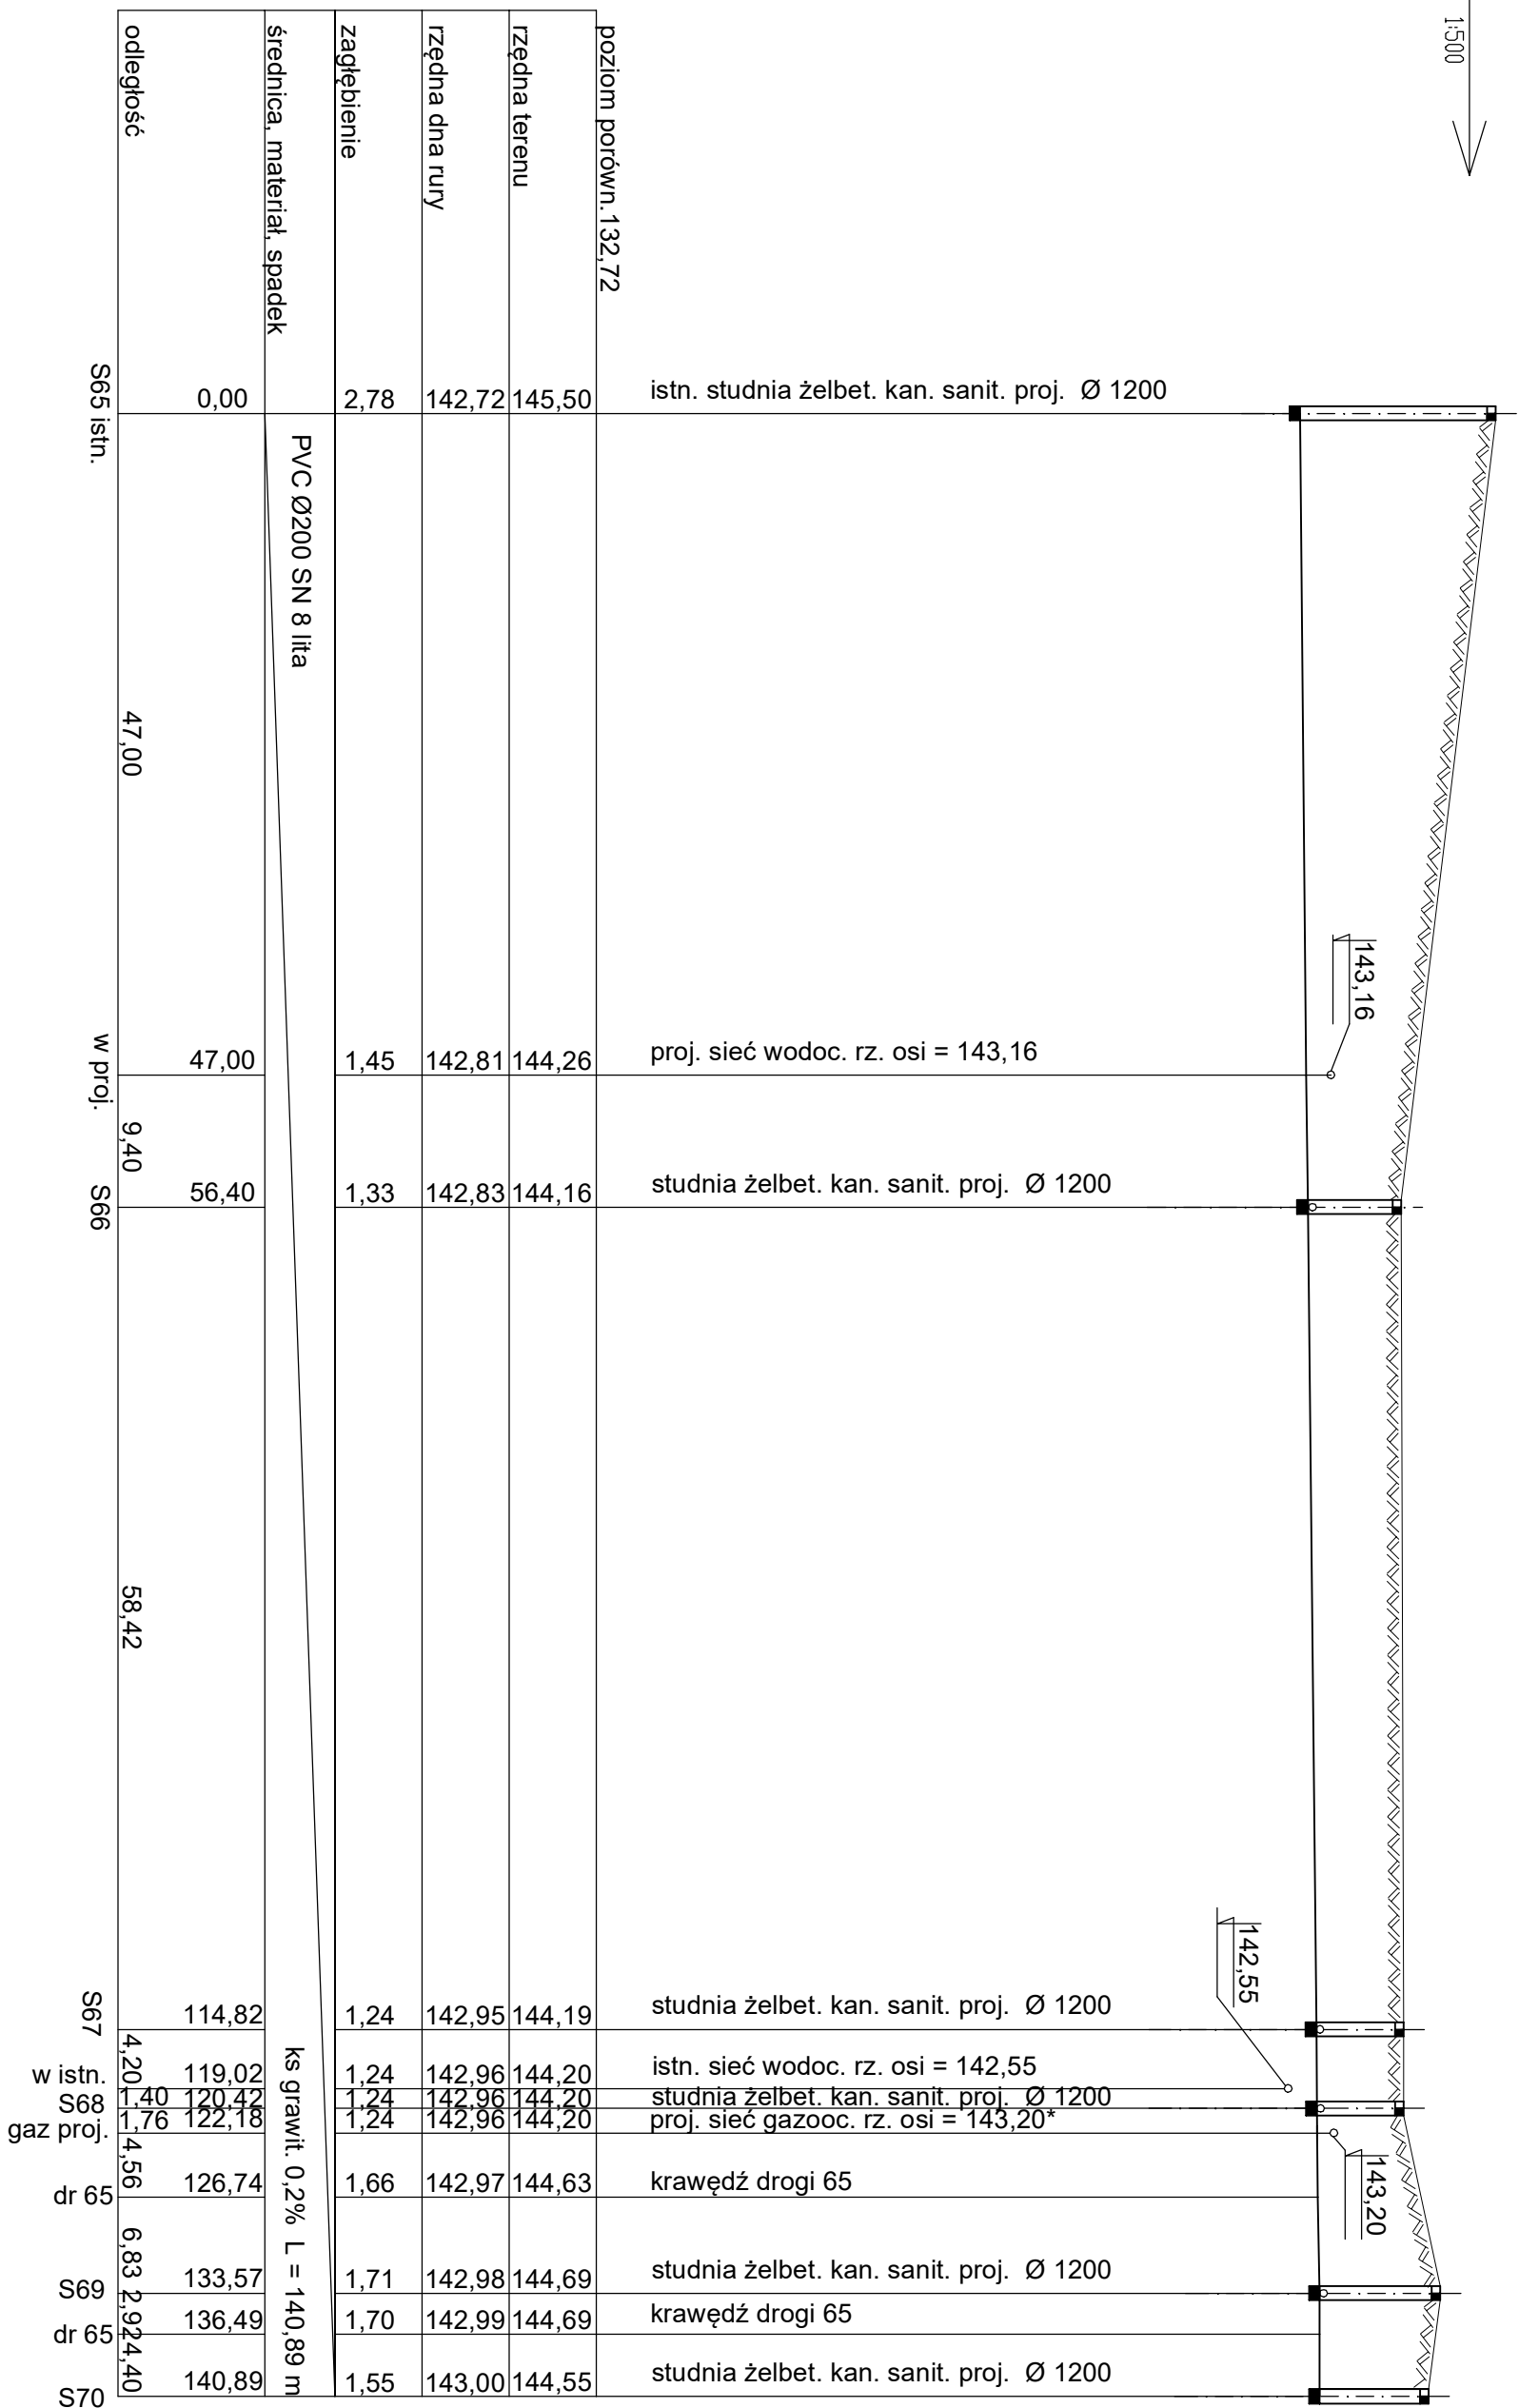 1:500
poziom porówn.132,72
rzędna terenu
rzędna dna rury
zagłębienie
średnica, materiał, spadek
odległość
istn. studnia żelbet. kan. sanit. proj. Ø 1200
145,50
142,72
2,78
0,00
S65 istn.
PVC Ø200 SN 8 lita
47,00
143,16
proj. sieć wodoc. rz. osi = 143,16
144,26
142,81
1,45
47,00
w proj.
9,40
studnia żelbet. kan. sanit. proj. Ø 1200
144,16
142,83
1,33
56,40
S66
58,42
142,55
studnia żelbet. kan. sanit. proj. Ø 1200
144,19
142,95
1,24
114,82
S67
4,20
istn. sieć wodoc. rz. osi = 142,55
144,20
142,96
1,24
119,02
w istn.
1,40
studnia żelbet. kan. sanit. proj. Ø 1200
144,20
142,96
1,24
120,42
S68
1,76
proj. sieć gazooc. rz. osi = 143,20*
144,20
142,96
1,24
122,18
gaz proj.
143,20
4,56
krawędź drogi 65
144,63
142,97
1,66
126,74
dr 65
6,83
studnia żelbet. kan. sanit. proj. Ø 1200
144,69
142,98
1,71
133,57
S69
2,92
krawędź drogi 65
144,69
142,99
1,70
136,49
dr 65
4,40
studnia żelbet. kan. sanit. proj. Ø 1200
144,55
143,00
1,55
140,89
S70
ks grawit. 0,2% L = 140,89 m